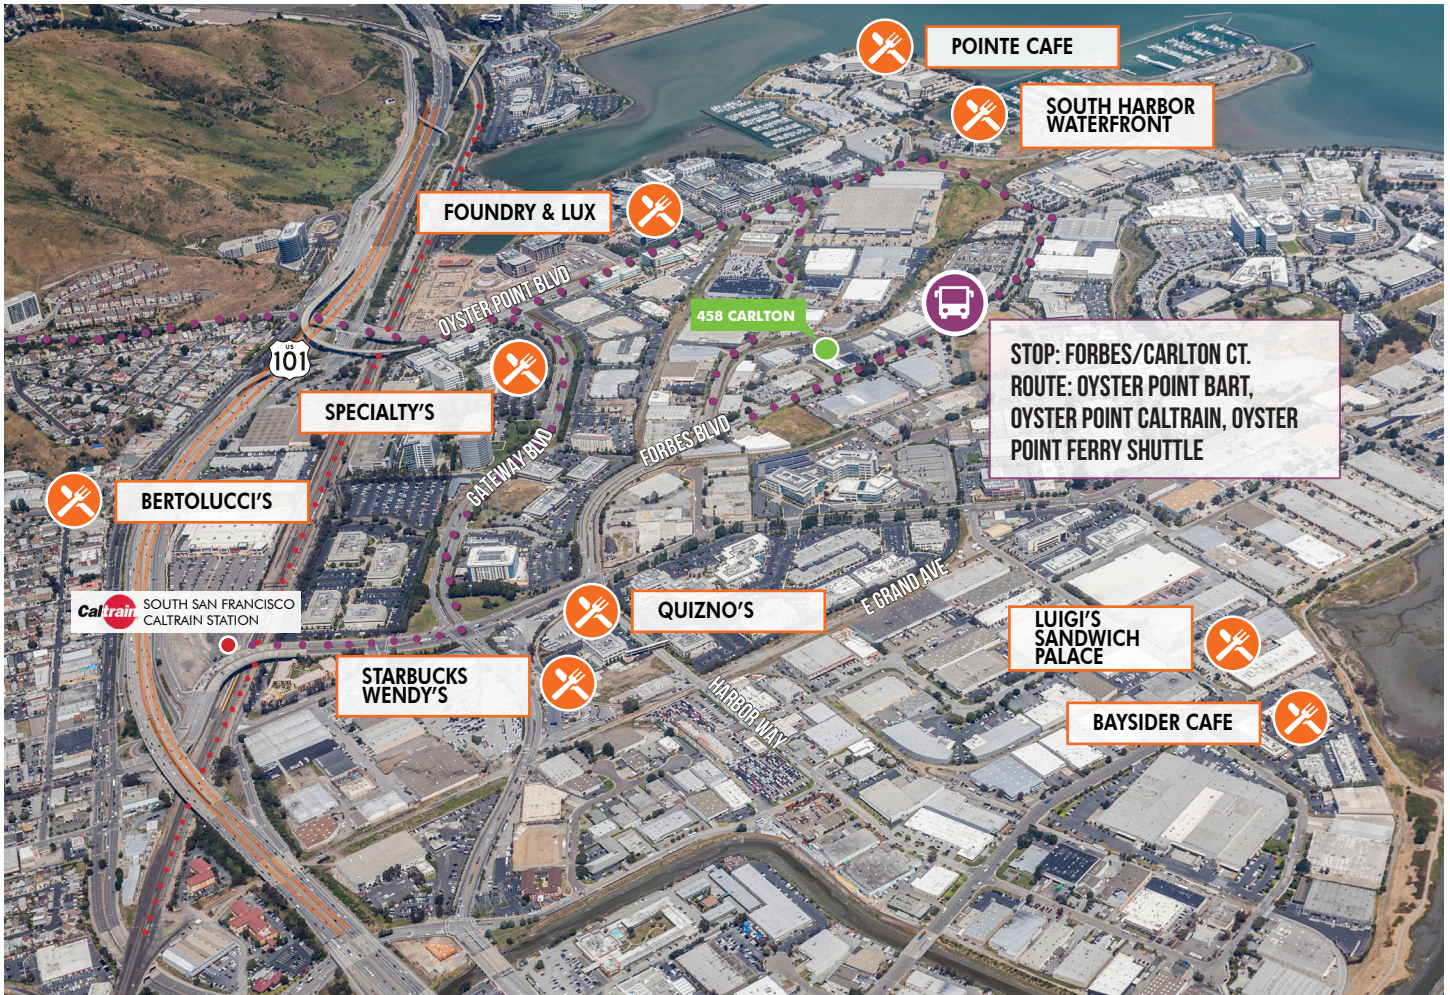 POINTE CAFE
SOUTH HARBOR
WATERFRONT
FOUNDRY & LUX
OYSTER POINT BLVD
458 CARLTON
US
101
STOP: FORBES/CARLTON CT.
ROUTE: OYSTER POINT BART,
OYSTER POINT CALTRAIN, OYSTER
POINT FERRY SHUTTLE
SPECIALTY'S
GATEWAY BLVD
FORBES BLVD
BERTOLUCCI'S
Caltrain
SOUTH SAN FRANCISCO
CALTRAIN STATION
QUIZNO'S
E GRAND AVE
LUIGI'S
SANDWICH
PALACE
STARBUCKS
WENDY'S
HARBOR WAY
BAYSIDER CAFE